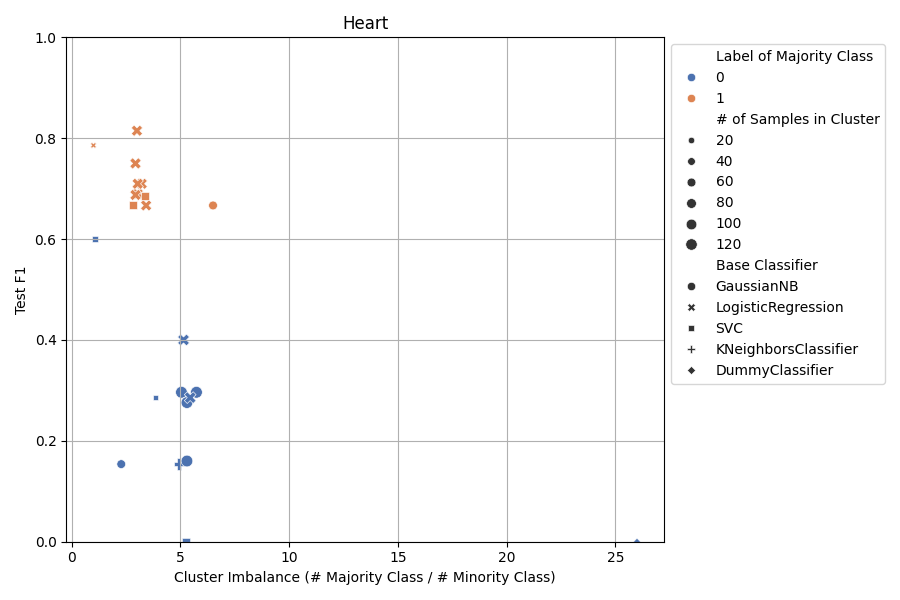 Heart
1.0
0.8
0.6
0.4
0.2
0.0
Test F1
0
5
10
15
20
25
Cluster Imbalance (# Majority Class / # Minority Class)
Label of Majority Class
0
1
# of Samples in Cluster
20
40
60
80
100
120
Base Classifier
GaussianNB
LogisticRegression
SVC
KNeighborsClassifier
DummyClassifier